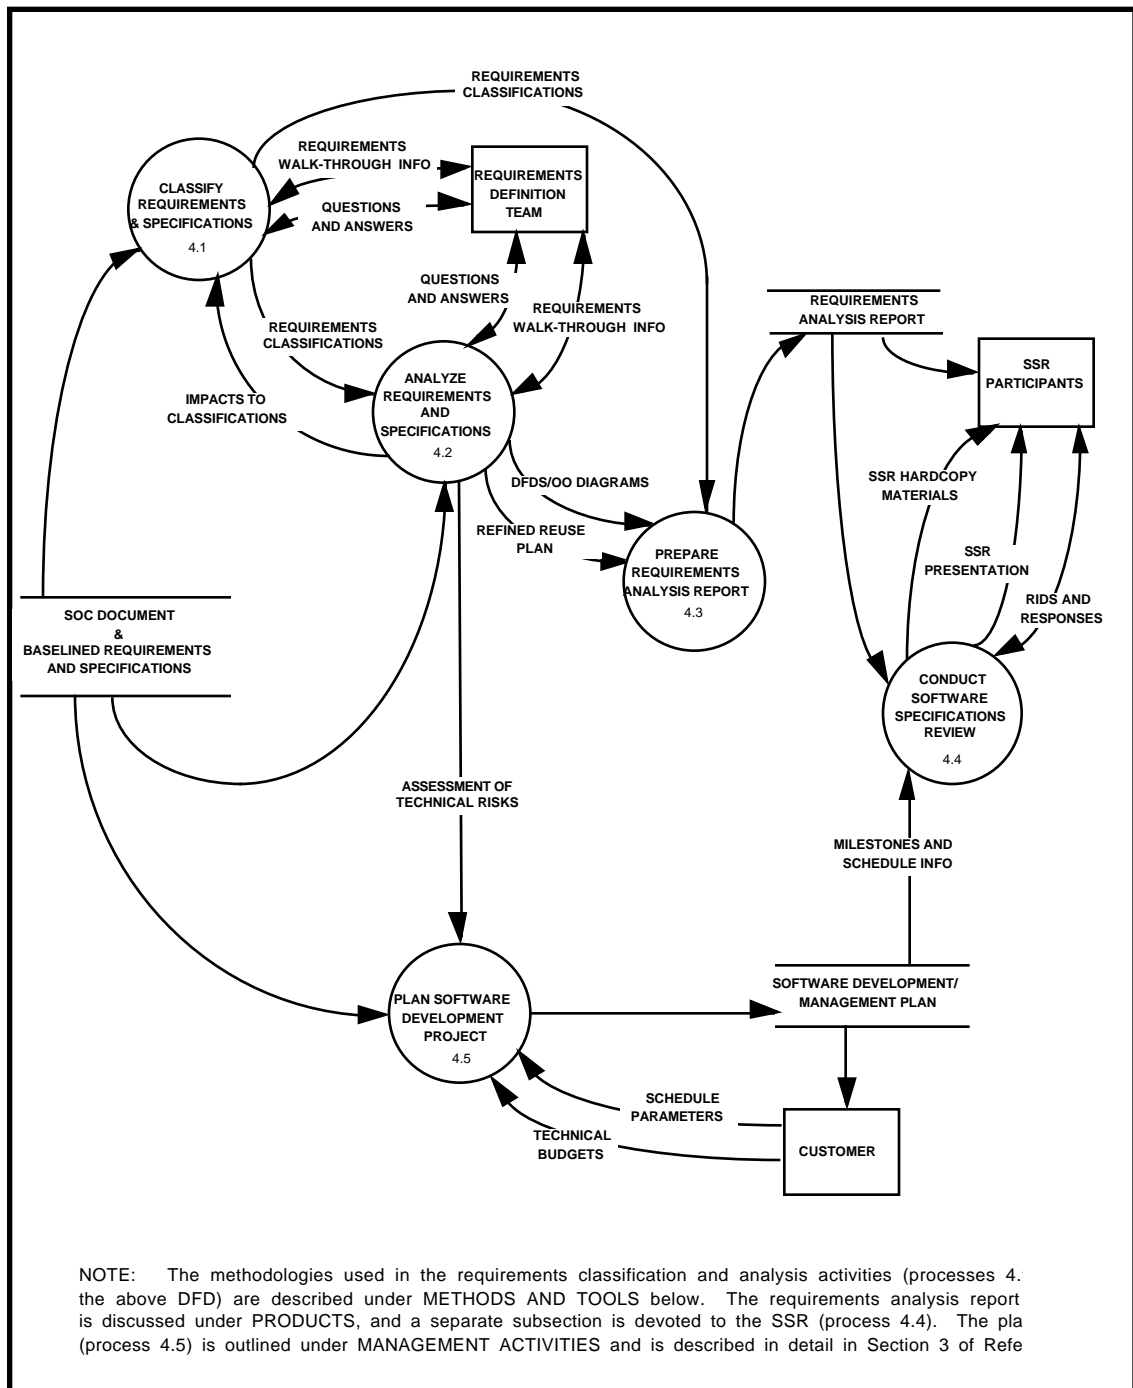 REQUIREMENTS
CLASSIFICATIONS
REQUIREMENTS
WALK-THROUGH INFO
REQUIREMENTS
DEFINITION
TEAM
CLASSIFY
REQUIREMENTS
& SPECIFICATIONS
4.1
QUESTIONS
AND ANSWERS
QUESTIONS
AND ANSWERS
REQUIREMENTS
WALK-THROUGH INFO
REQUIREMENTS
CLASSIFICATIONS
REQUIREMENTS
ANALYSIS REPORT
SSR
PARTICIPANTS
ANALYZE
REQUIREMENTS
AND
SPECIFICATIONS
4.2
IMPACTS TO
CLASSIFICATIONS
DFDS/OO DIAGRAMS
REFINED REUSE
PLAN
SSR HARDCOPY
MATERIALS
PREPARE
REQUIREMENTS
ANALYSIS REPORT
4.3
SSR
PRESENTATION
RIDS AND
RESPONSES
SOC DOCUMENT
&
BASELINED REQUIREMENTS
AND SPECIFICATIONS
CONDUCT
SOFTWARE
SPECIFICATIONS
REVIEW
4.4
ASSESSMENT OF
TECHNICAL RISKS
MILESTONES AND
SCHEDULE INFO
PLAN SOFTWARE
DEVELOPMENT
PROJECT
4.5
SOFTWARE DEVELOPMENT/
MANAGEMENT PLAN
SCHEDULE
PARAMETERS
TECHNICAL
BUDGETS
CUSTOMER
NOTE: The methodologies used in the requirements classification and analysis activities (processes 4.
the above DFD) are described under METHODS AND TOOLS below. The requirements analysis report
is discussed under PRODUCTS, and a separate subsection is devoted to the SSR (process 4.4). The pla
(process 4.5) is outlined under MANAGEMENT ACTIVITIES and is described in detail in Section 3 of Refe